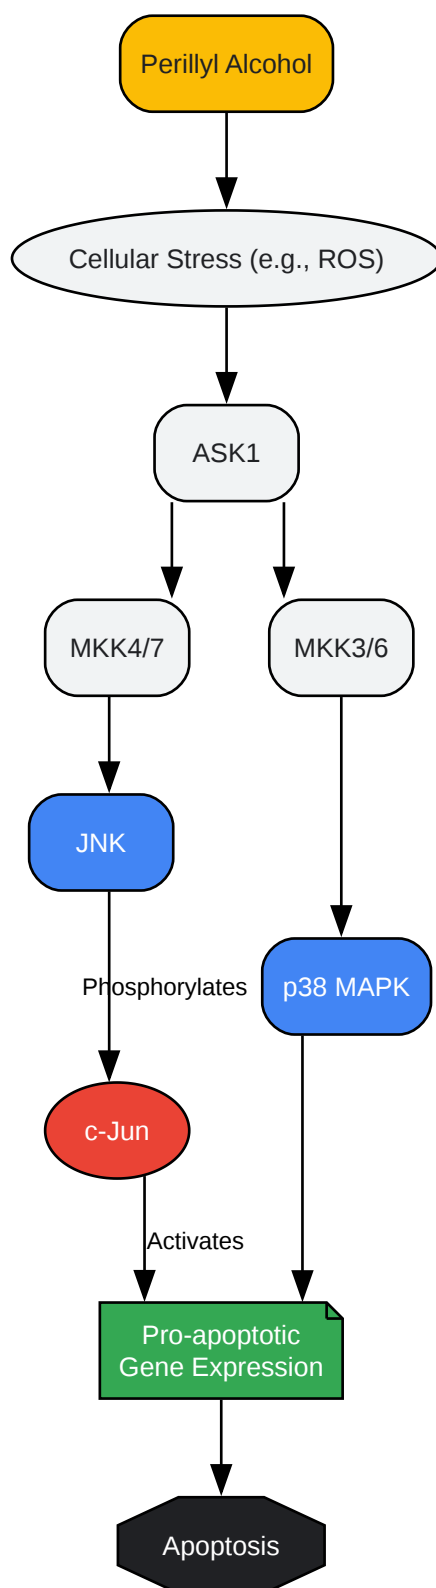 Perillyl Alcohol
Cellular Stress (e.g., ROS)
ASK1
MKK4/7
MKK3/6
JNK
Phosphorylates
p38 MAPK
c-Jun
Activates
Pro-apoptotic
Gene Expression
Apoptosis